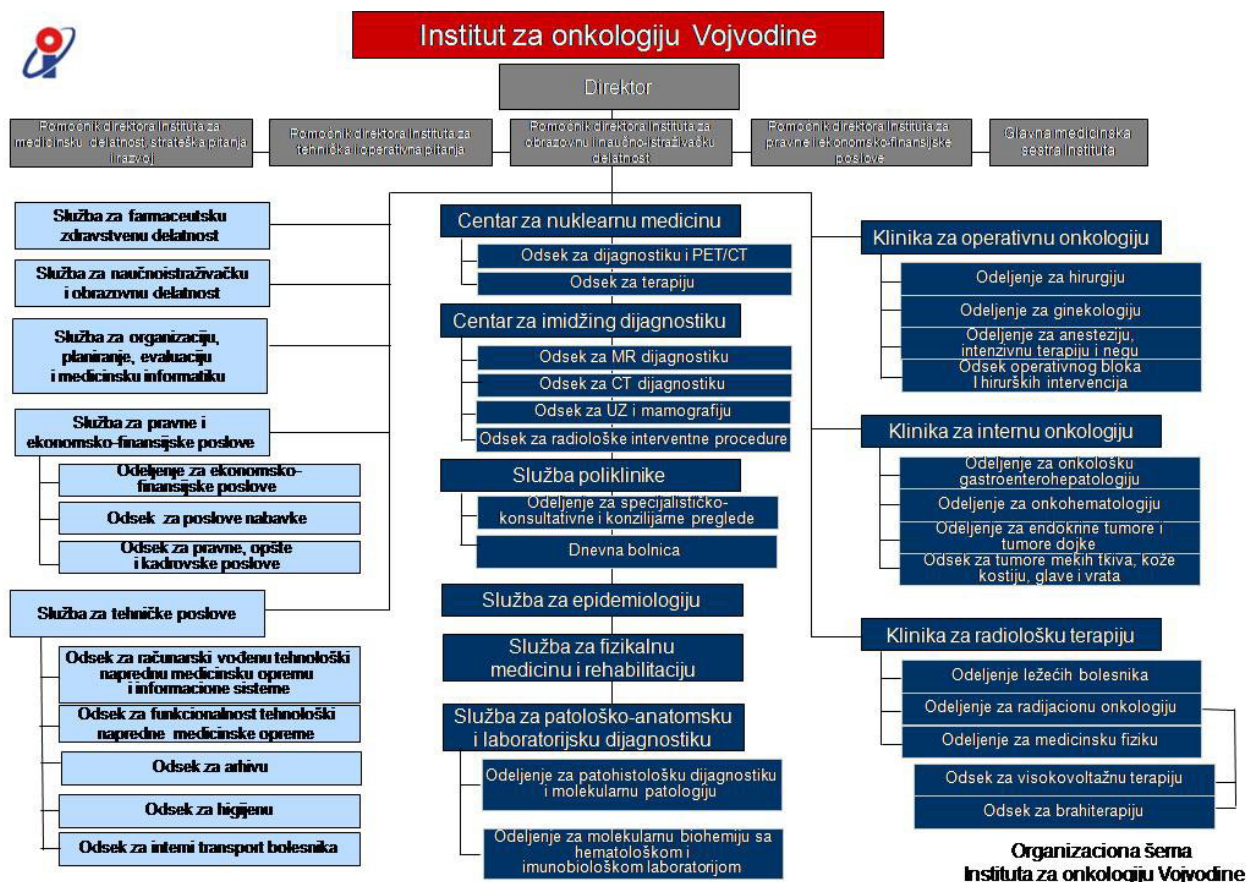 Institut za onkologiju Vojvodine
Direktor
Pomoćnik direktora Instituta za
medicinsku delatnost, strateška pitanja
i razvoj
Pomoćnik direktora Instituta za
tehnička i operativna pitanja
Pomoćnik direktora Instituta za
obrazovnu i naučno-istraživačku
delatnost
Pomoćnik direktora Instituta za
pravne i ekonomsko-finansijske
poslove
Glavna medicinska
sestra Instituta
Služba za farmaceutsku
zdravstvenu delatnost
Služba za naučnoistraživačku
i obrazovnu delatnost
Služba za organizaciju,
planiranje, evaluaciju
i medicinsku informatiku
Služba za pravne i
ekonomsko-finansijske poslove
Odeljenje za ekonomsko-
finansijske poslove
Odsek za poslove nabavke
Odsek za pravne, opšte
i kadrovske poslove
Služba za tehničke poslove
Odsek za računarski vođenu tehnološki
naprednu medicinsku opremu
i informacione sisteme
Odsek za funkcionalnost tehnološki
napredne medicinske opreme
Odsek za arhivu
Odsek za higijenu
Odsek za interni transport bolesnika
Centar za nuklearnu medicinu
Odsek za dijagnostiku i PET/CT
Odsek za terapiju
Centar za imidžing dijagnostiku
Odsek za MR dijagnostiku
Odsek za CT dijagnostiku
Odsek za UZ i mamografiju
Odsek za radiološke interventne procedure
Služba poliklinike
Odeljenje za specijalističko-
konsultativne i konzilijarne preglede
Dnevna bolnica
Služba za epidemiologiju
Služba za fizikalnu
medicinu i rehabilitaciju
Služba za patološko-anatomsku
i laboratorijsku dijagnostiku
Odeljenje za patohistološku dijagnostiku
i molekularnu patologiju
Odeljenje za molekularnu biohemiju sa
hematološkom i
imunobiološkom laboratorijom
Klinika za operativnu onkologiju
Odeljenje za hirurgiju
Odeljenje za ginekologiju
Odeljenje za anesteziju,
intenzivnu terapiju i negu
Odsek operativnog bloka
I hirurških intervencija
Klinika za internu onkologiju
Odeljenje za onkološku
gastroenterohepatologiju
Odeljenje za onkohematologiju
Odeljenje za endokrine tumore i
tumore dojke
Odsek za tumore mekih tkiva, kože
kostiju, glave i vrata
Klinika za radiološku terapiju
Odeljenje ležećih bolesnika
Odeljenje za radijacionu onkologiju
Odeljenje za medicinsku fiziku
Odsek za visokovoltažnu terapiju
Odsek za brahiterapiju
Organizaciona šema
Instituta za onkologiju Vojvodine